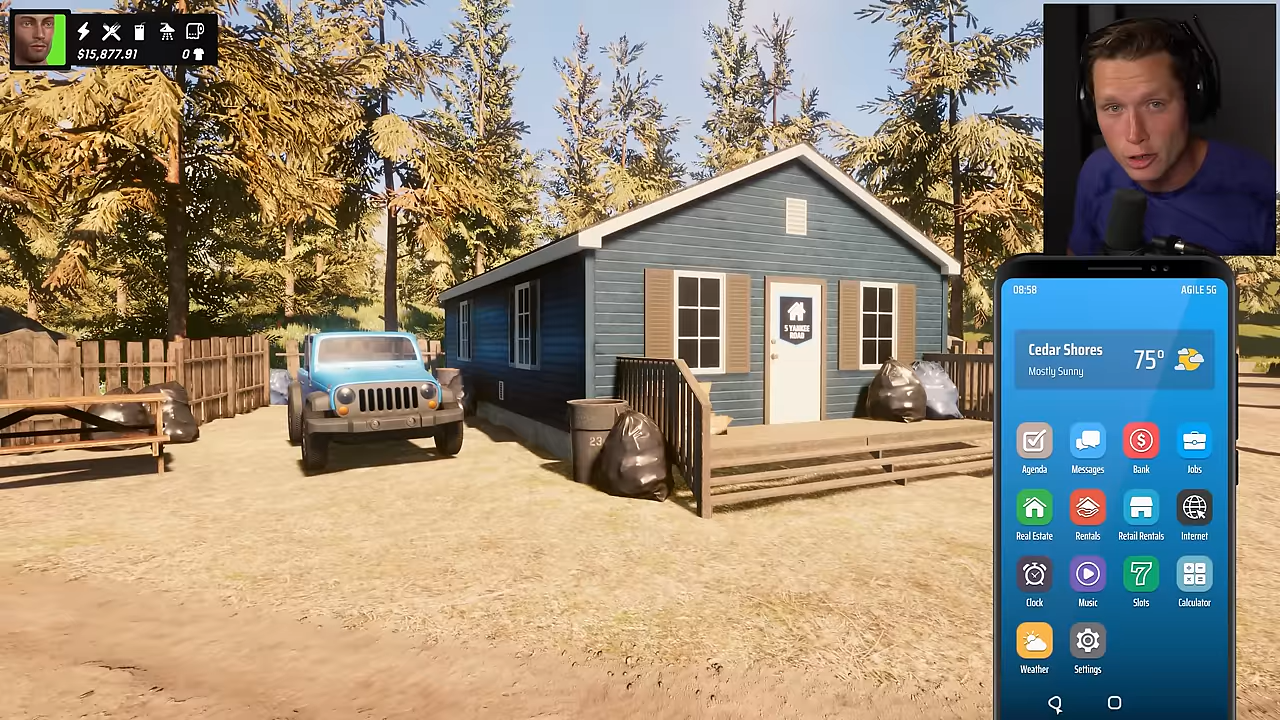 $15,877.91
0
5 YANKEE
ROAD
23
08:58
AGILE 5G
Cedar Shores
Mostly Sunny
75°
Agenda
Messages
Bank
Jobs
Real Estate
Rentals
Retail Rentals
Internet
Clock
Music
7
Slots
Calculator
Weather
Settings